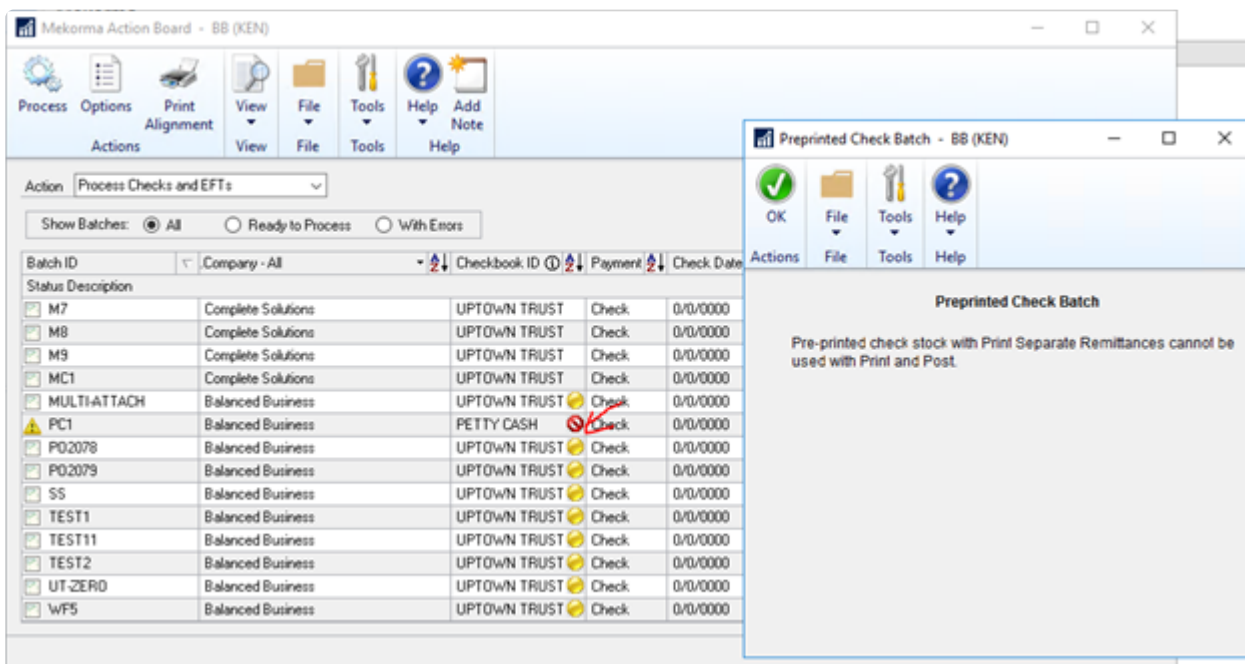 Mekorma Action Board - BB (KEN)
Process Options Print Alignment View File Tools Help Add Note
Actions View File Tools Help
Action Process Checks and EFTs
Show Batches: All Ready to Process With Errors
Batch ID Company - All Checkbook ID Payment Check Date
Status Description
M7 Complete Solutions UPTOWN TRUST Check 0/0/0000
M8 Complete Solutions UPTOWN TRUST Check 0/0/0000
M9 Complete Solutions UPTOWN TRUST Check 0/0/0000
MC1 Complete Solutions UPTOWN TRUST Check 0/0/0000
MULTI-ATTACH Balanced Business UPTOWN TRUST Check 0/0/0000
PC1 Balanced Business PETTY CASH Check 0/0/0000
PO2078 Balanced Business UPTOWN TRUST Check 0/0/0000
PO2079 Balanced Business UPTOWN TRUST Check 0/0/0000
SS Balanced Business UPTOWN TRUST Check 0/0/0000
TEST1 Balanced Business UPTOWN TRUST Check 0/0/0000
TEST11 Balanced Business UPTOWN TRUST Check 0/0/0000
TEST2 Balanced Business UPTOWN TRUST Check 0/0/0000
UT-ZERO Balanced Business UPTOWN TRUST Check 0/0/0000
WF5 Balanced Business UPTOWN TRUST Check 0/0/0000
Preprinted Check Batch - BB (KEN)
OK File Tools Help
Actions File Tools Help
Preprinted Check Batch
Pre-printed check stock with Print Separate Remittances cannot be
used with Print and Post.